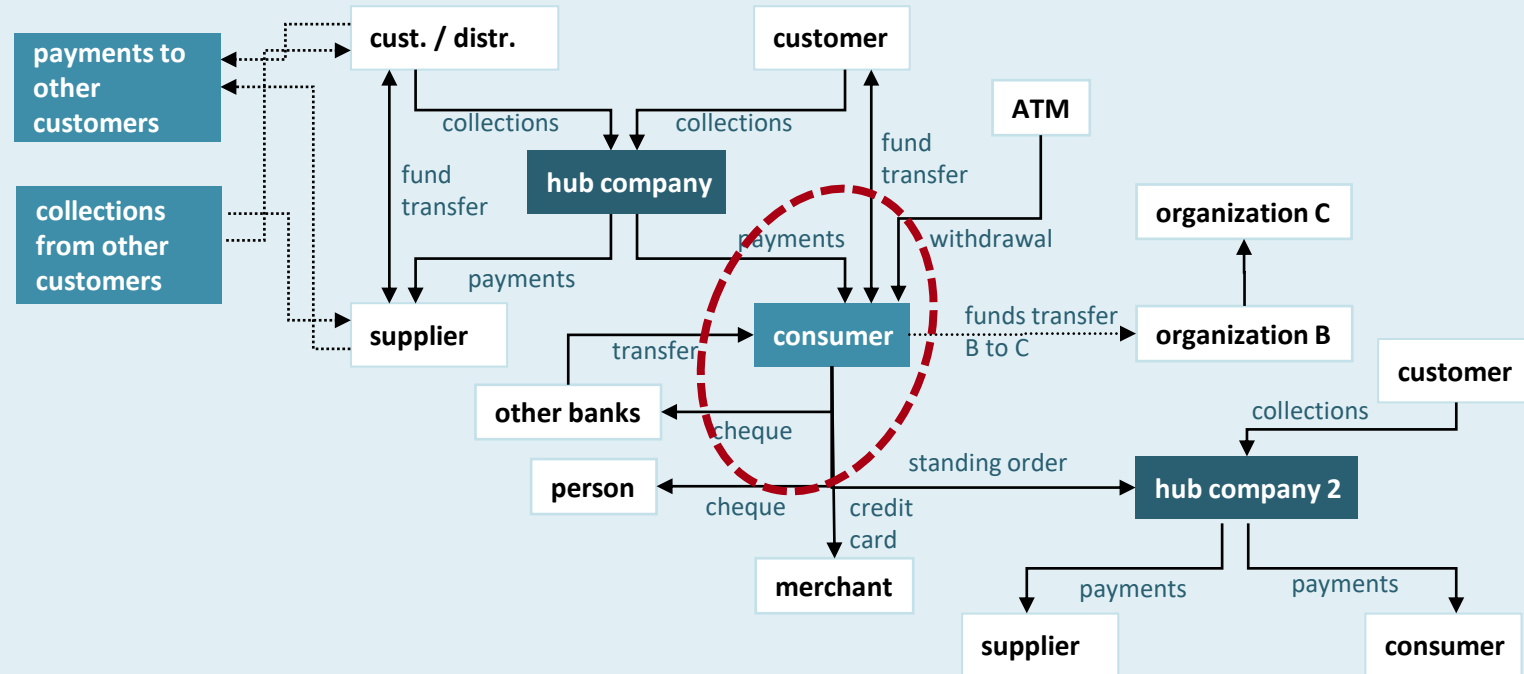 payments to
other
customers
cust. / distr.
customer
ATM
collections
collections
fund
transfer
hub company
fund
transfer
collections
from other
customers
organization C
payments
withdrawal
payments
supplier
consumer
funds transfer
B to C
organization B
transfer
customer
other banks
cheque
collections
standing order
person
hub company 2
cheque
credit
card
merchant
payments
payments
supplier
consumer